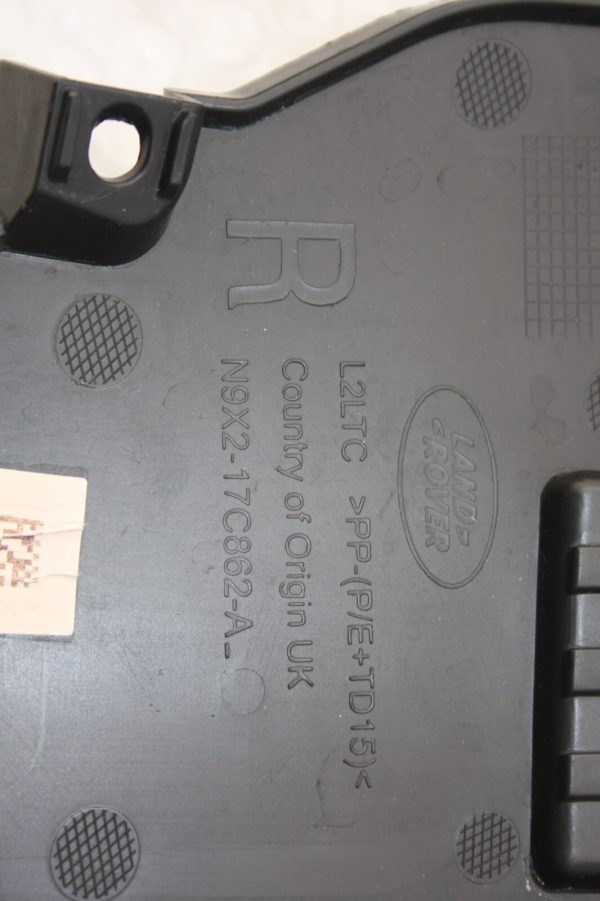 R
LAND
ROVER
L2LTC >PP-(P/E+TD15)<
Country of Origin UK
N9X2-17C862-A-